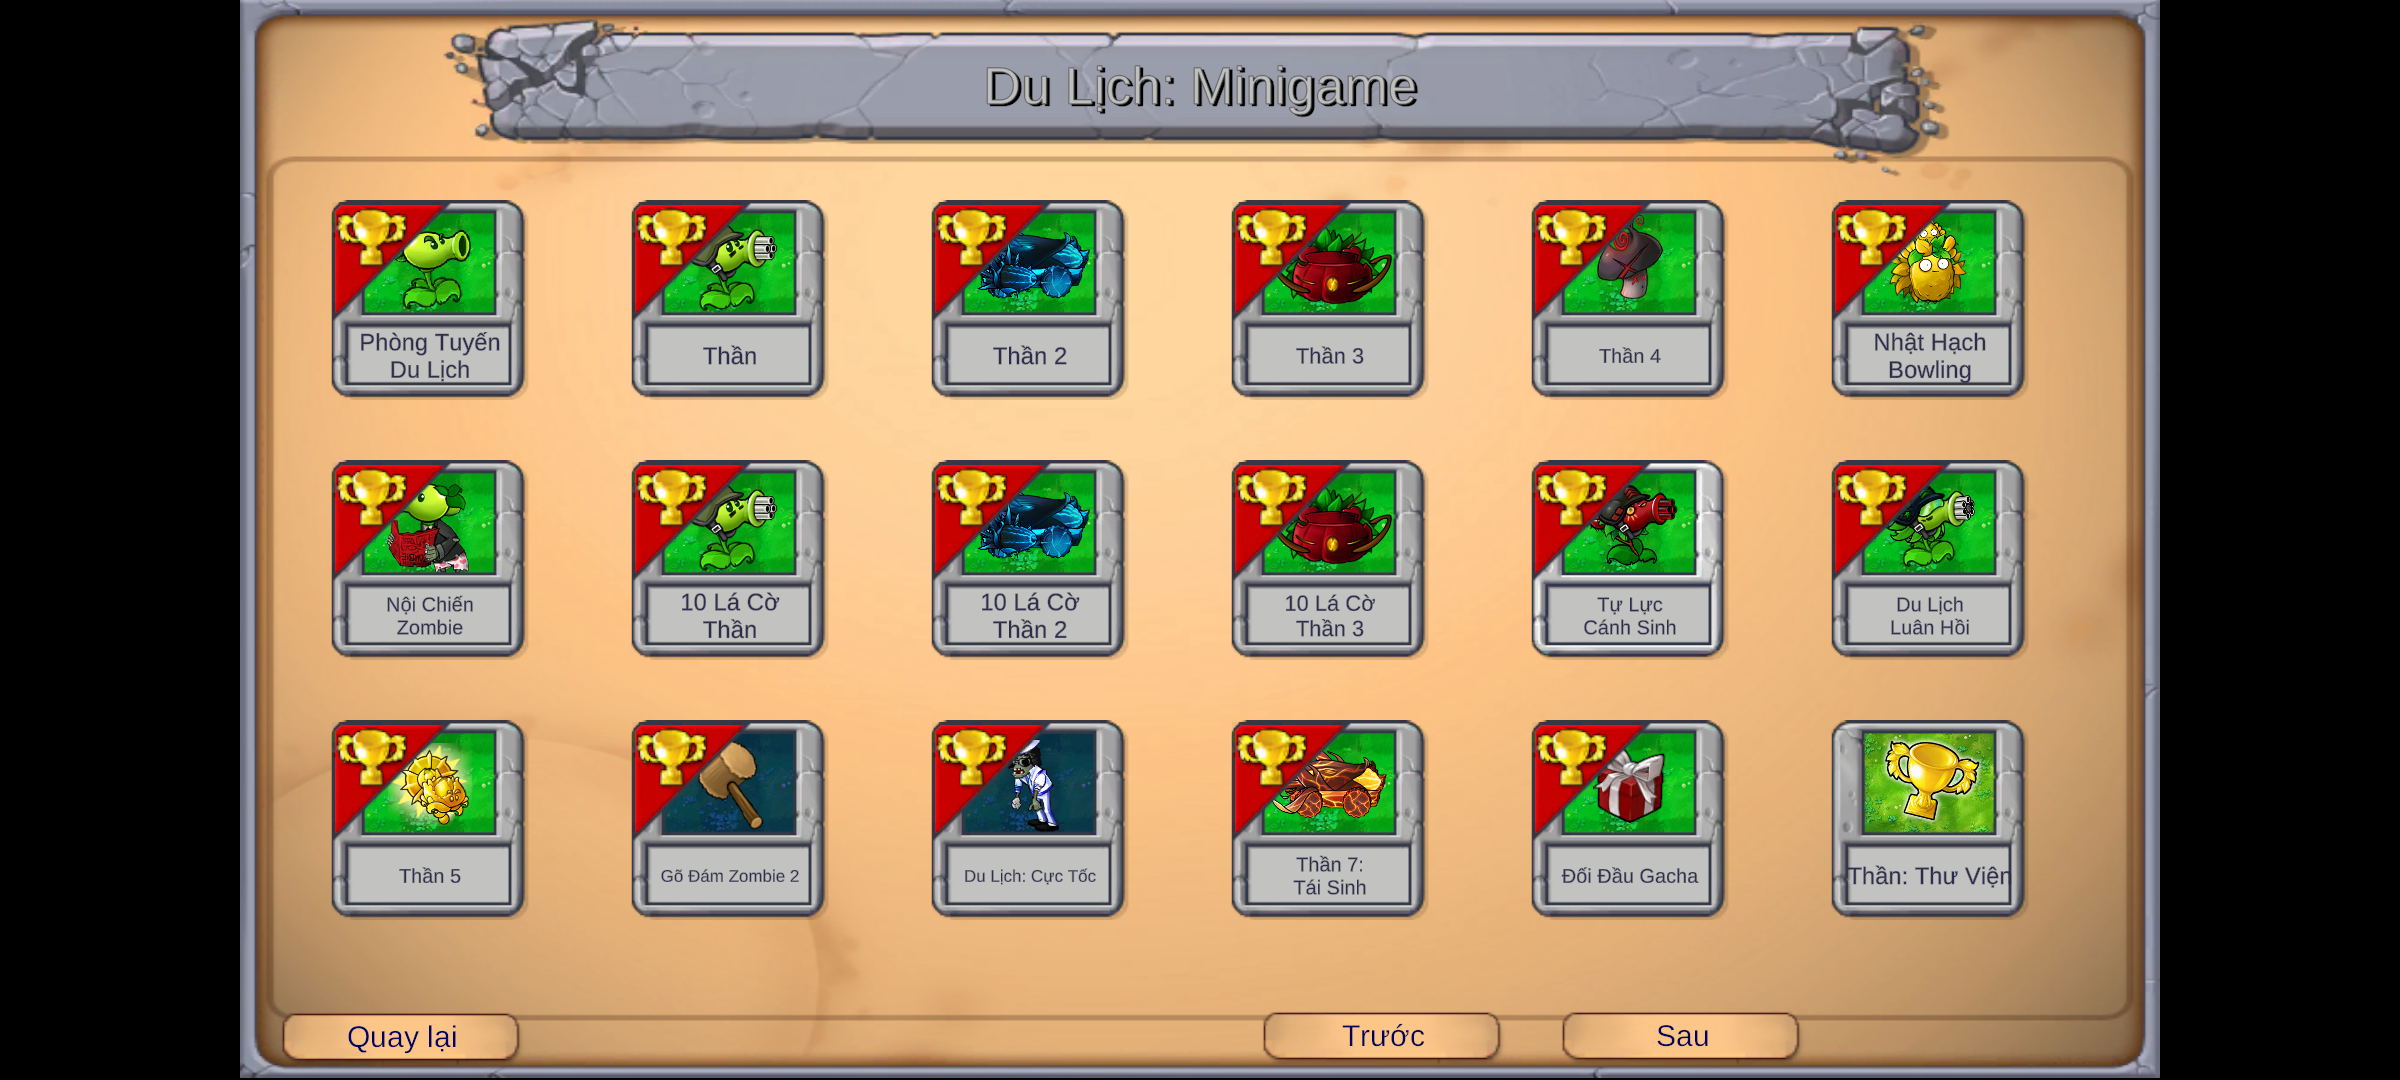 Du Lịch: Minigame
Phòng Tuyến
Du Lịch
Thần
Thần 2
Thần 3
Thần 4
Nhật Hạch
Bowling
Nội Chiến
Zombie
10 Lá Cờ
Thần
10 Lá Cờ
Thần 2
10 Lá Cờ
Thần 3
Tự Lực
Cánh Sinh
Du Lịch
Luân Hồi
Thần 5
Gõ Đám Zombie 2
Du Lịch: Cực Tốc
Thần 7:
Tái Sinh
Đối Đầu Gacha
Thần: Thư Viện
Quay lại
Trước
Sau